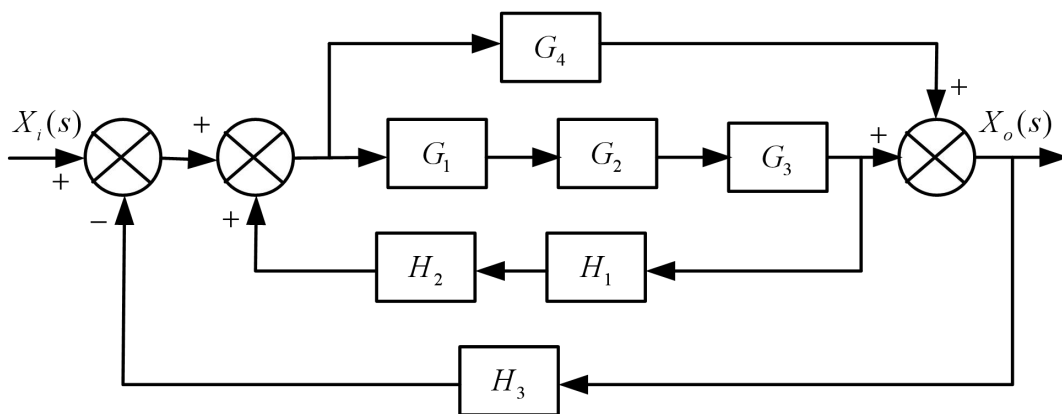 G₄
+
Xᵢ(s)
+
+
Xₒ(s)
G₁
G₂
G₃
+
−
+
H₂
H₁
H₃